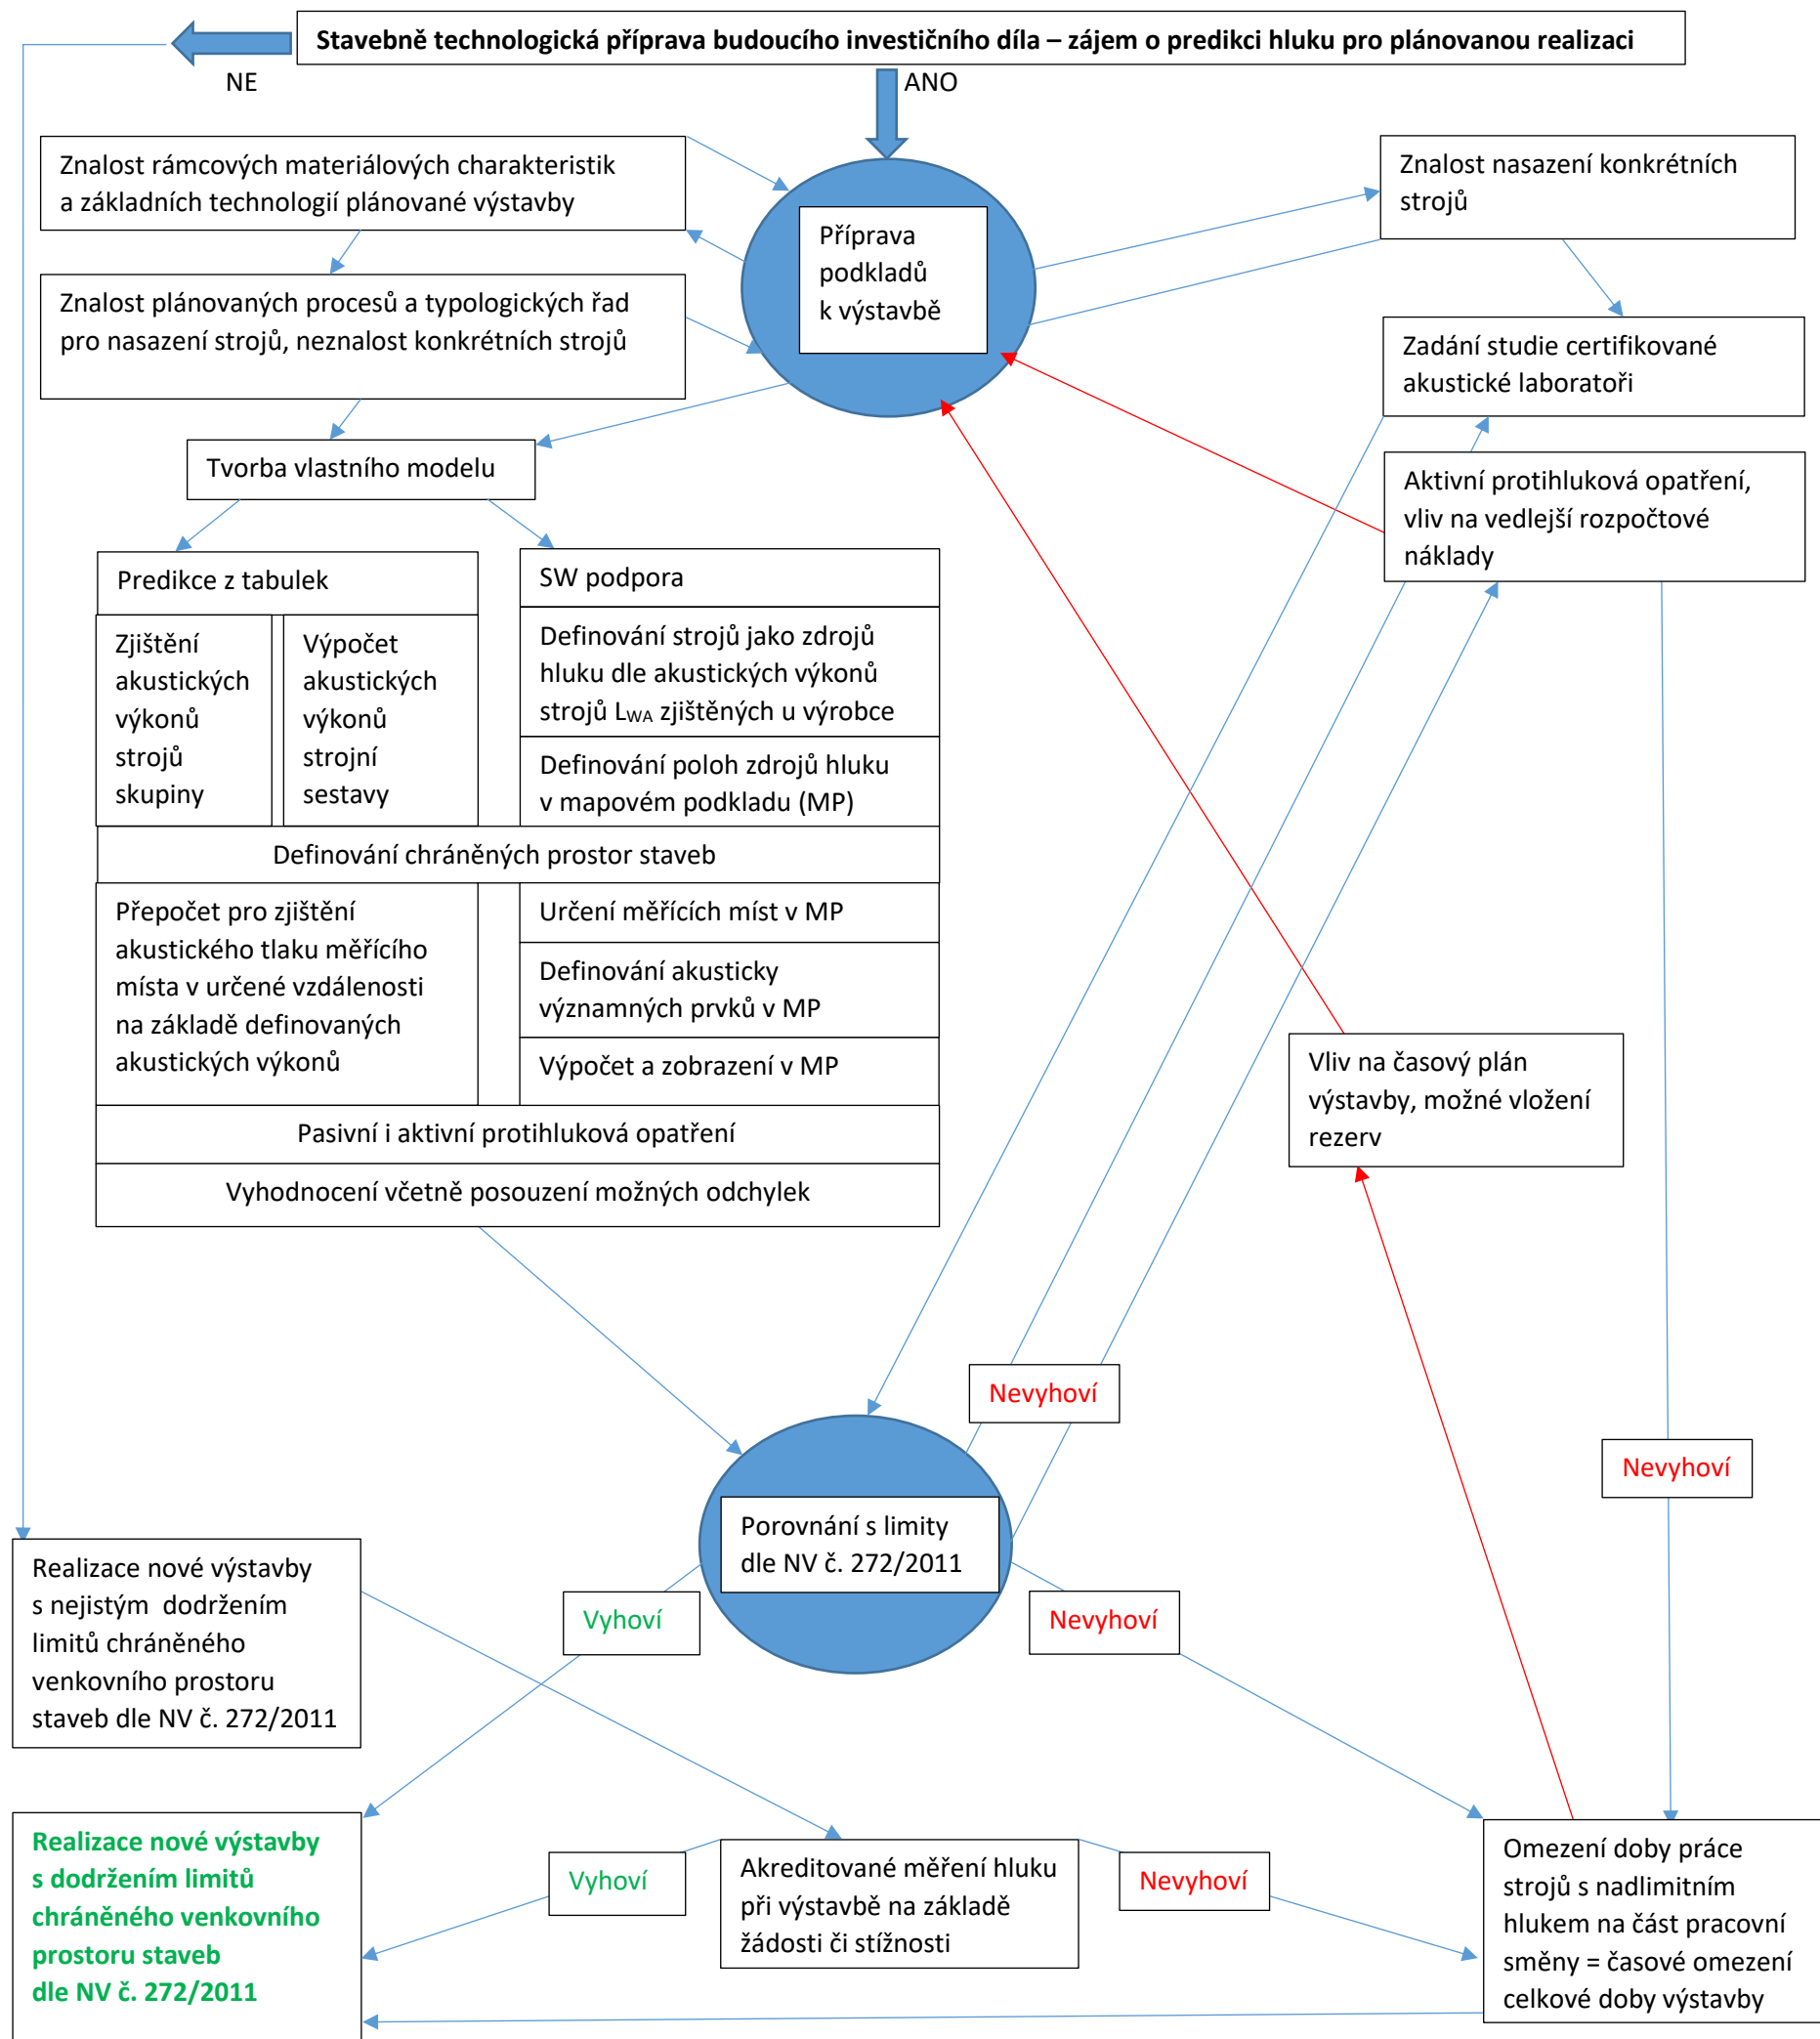 Stavebně technologická příprava budoucího investičního díla – zájem o predikci hluku pro plánovanou realizaci
NE
ANO
Znalost rámcových materiálových charakteristik
a základních technologií plánované výstavby
Znalost nasazení konkrétních
strojů
Příprava
podkladů
k výstavbě
Znalost plánovaných procesů a typologických řad
pro nasazení strojů, neznalost konkrétních strojů
Zadání studie certifikované
akustické laboratoři
Tvorba vlastního modelu
Aktivní protihluková opatření,
vliv na vedlejší rozpočtové
náklady
Predikce z tabulek
Zjištění
akustických
výkonů
strojů
skupiny
Výpočet
akustických
výkonů
strojní
sestavy
SW podpora
Definování strojů jako zdrojů
hluku dle akustických výkonů
strojů LWA zjištěných u výrobce
Definování poloh zdrojů hluku
v mapovém podkladu (MP)
Definování chráněných prostor staveb
Přepočet pro zjištění
akustického tlaku měřícího
místa v určené vzdálenosti
na základě definovaných
akustických výkonů
Určení měřících míst v MP
Definování akusticky
významných prvků v MP
Výpočet a zobrazení v MP
Pasivní i aktivní protihluková opatření
Vyhodnocení včetně posouzení možných odchylek
Vliv na časový plán
výstavby, možné vložení
rezerv
Nevyhoví
Nevyhoví
Porovnání s limity
dle NV č. 272/2011
Realizace nové výstavby
s nejistým  dodržením
limitů chráněného
venkovního prostoru
staveb dle NV č. 272/2011
Vyhoví
Nevyhoví
Realizace nové výstavby
s dodržením limitů
chráněného venkovního
prostoru staveb
dle NV č. 272/2011
Vyhoví
Akreditované měření hluku
při výstavbě na základě
žádosti či stížnosti
Nevyhoví
Omezení doby práce
strojů s nadlimitním
hlukem na část pracovní
směny = časové omezení
celkové doby výstavby